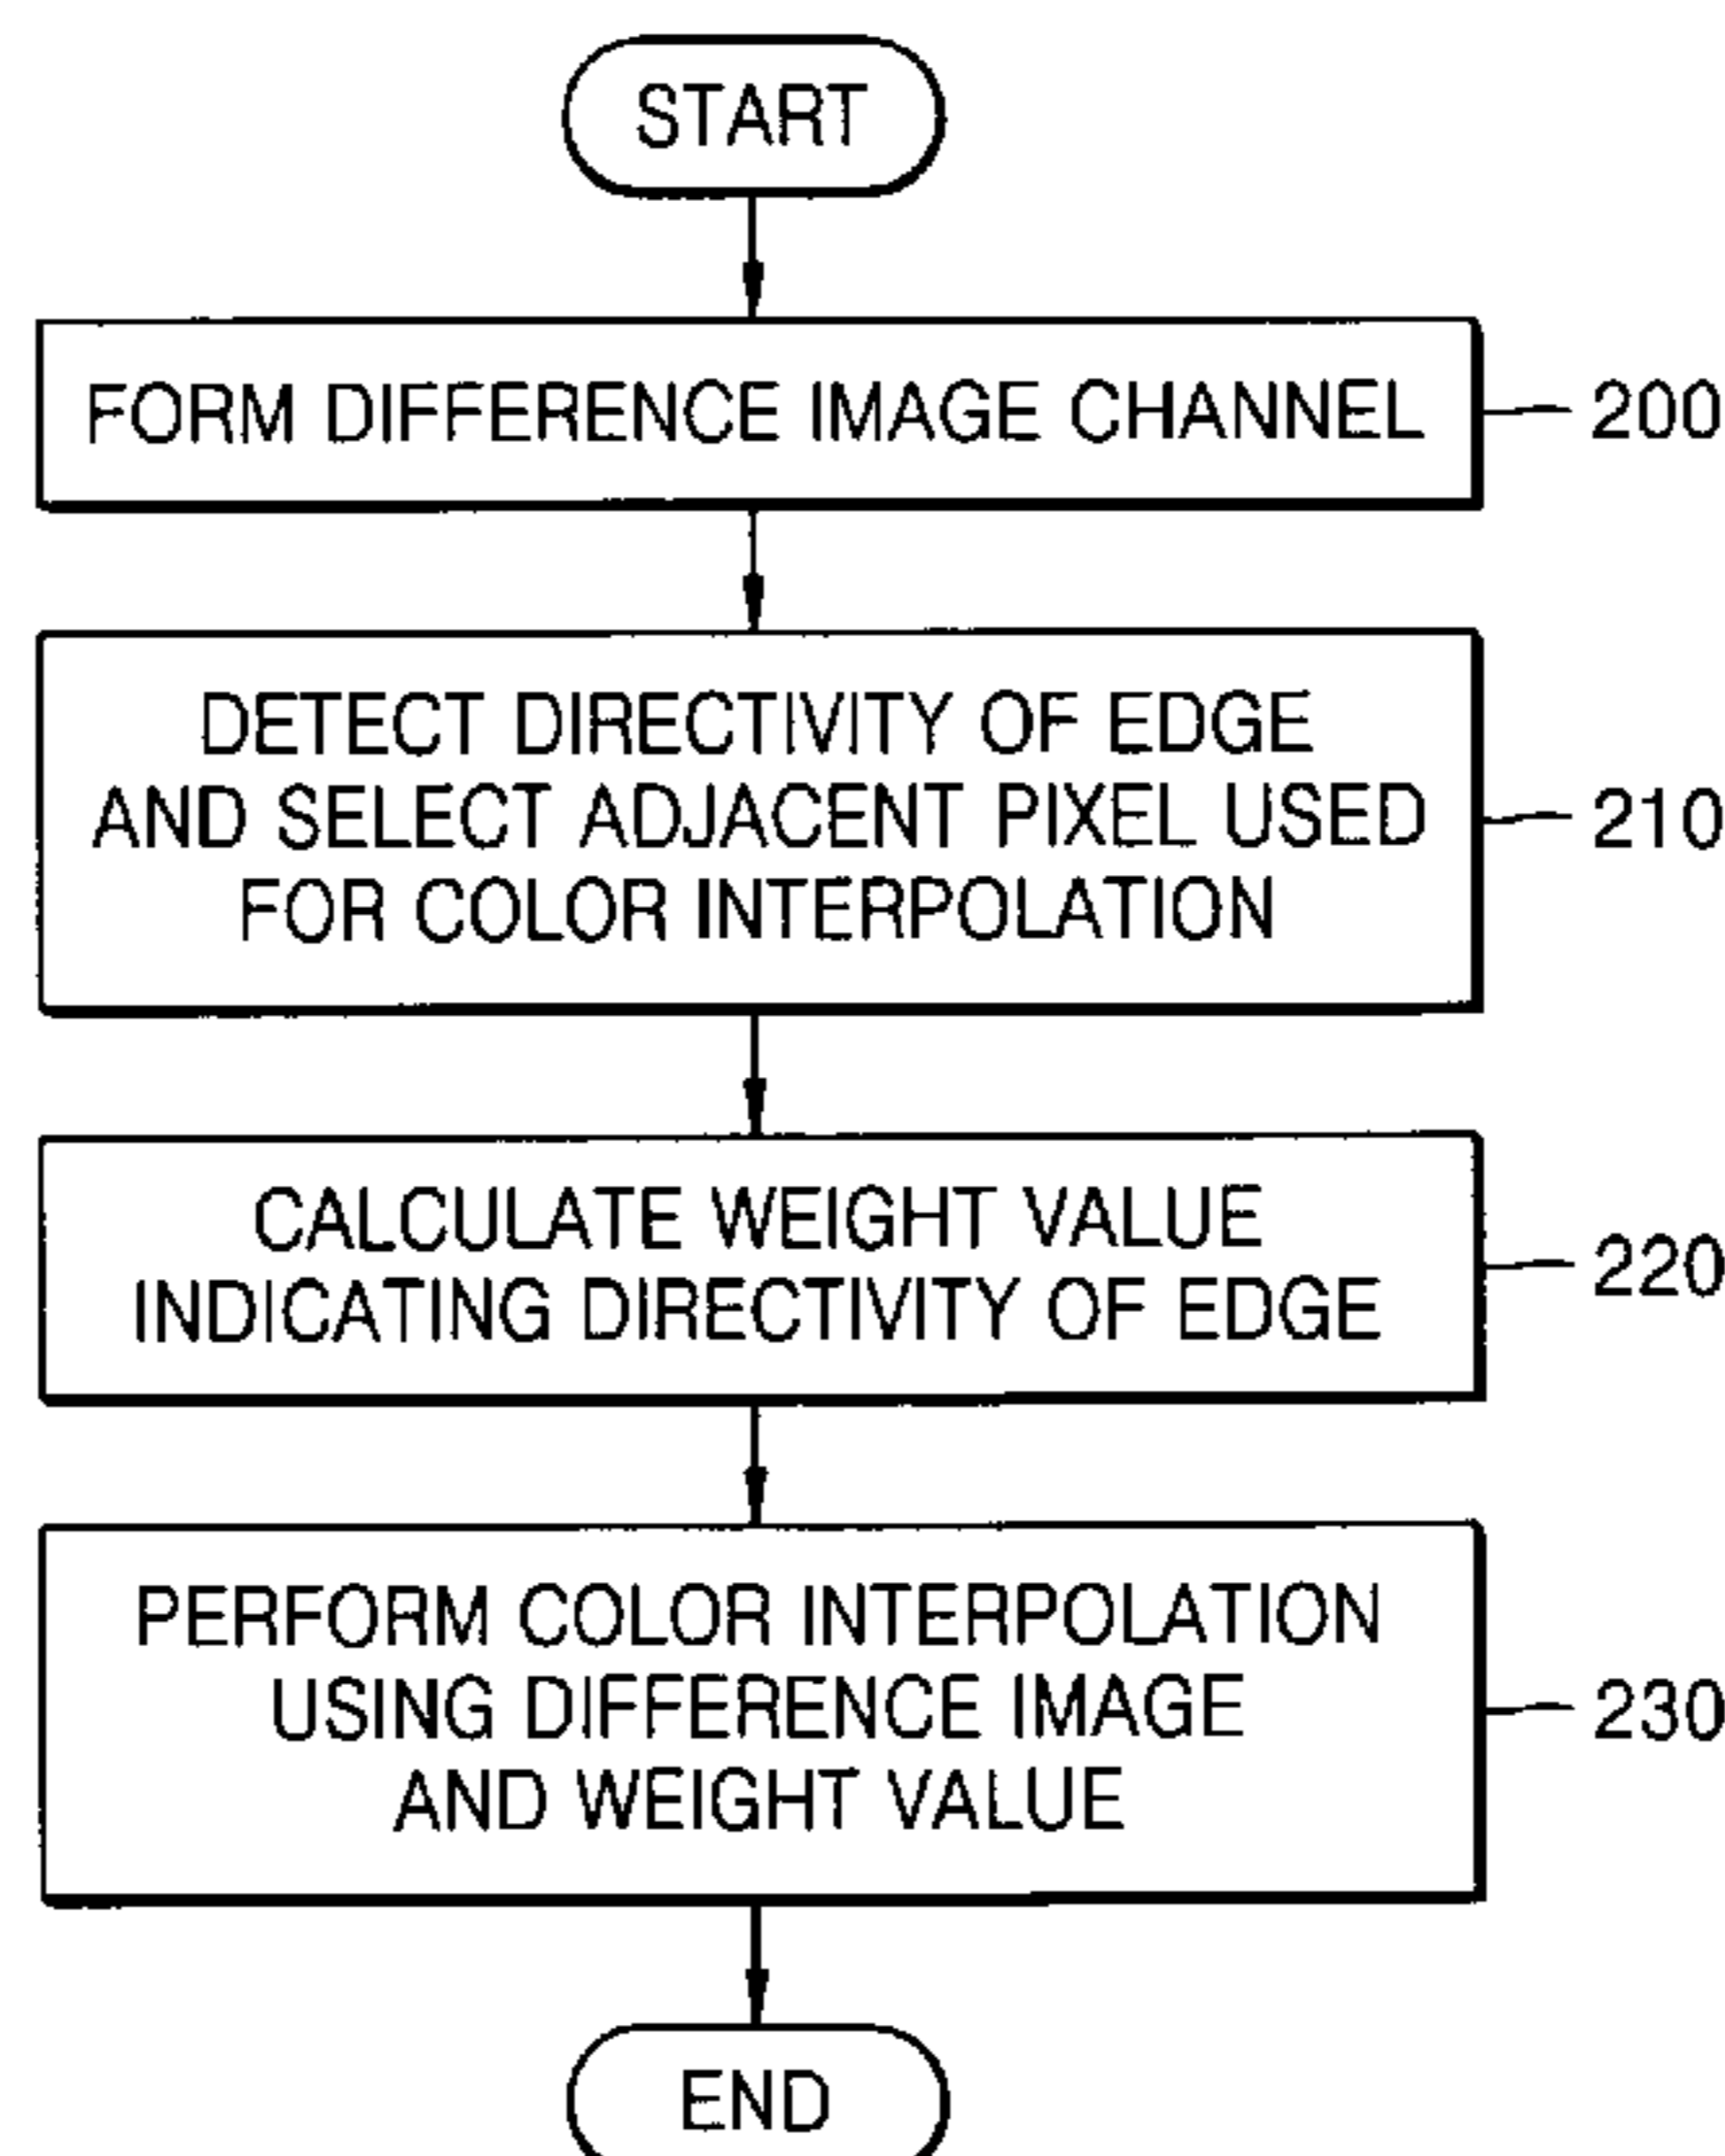 START
FORM DIFFERENCE IMAGE CHANNEL
200
DETECT DIRECTIVITY OF EDGE
AND SELECT ADJACENT PIXEL USED
FOR COLOR INTERPOLATION
210
CALCULATE WEIGHT VALUE
INDICATING DIRECTIVITY OF EDGE
220
PERFORM COLOR INTERPOLATION
USING DIFFERENCE IMAGE
AND WEIGHT VALUE
230
END